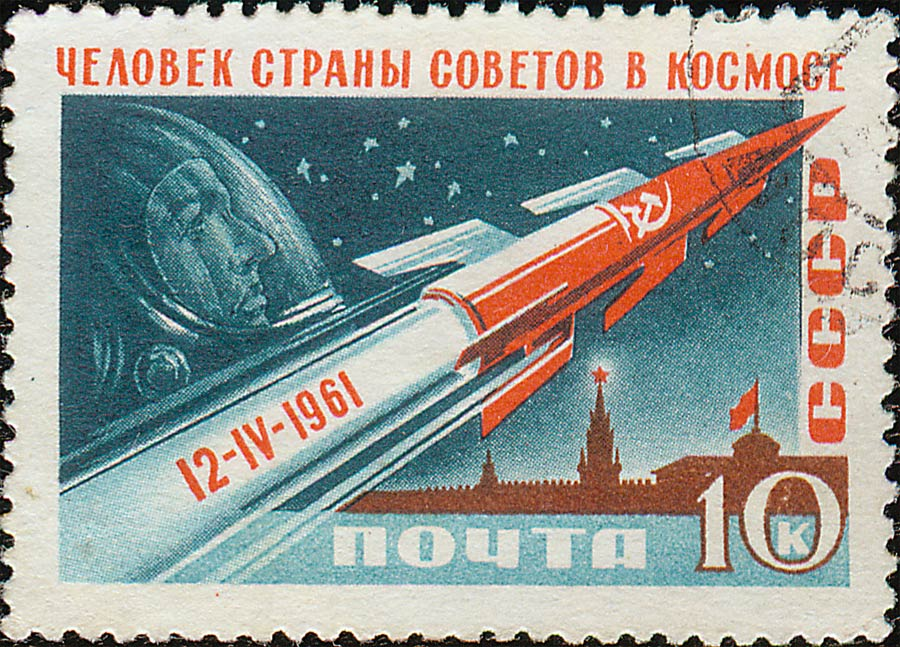 ЧЕЛОВЕК СТРАНЫ СОВЕТОВ В КОСМОСЕ
СССР
12-IV-1961
ПОЧТА
10 К